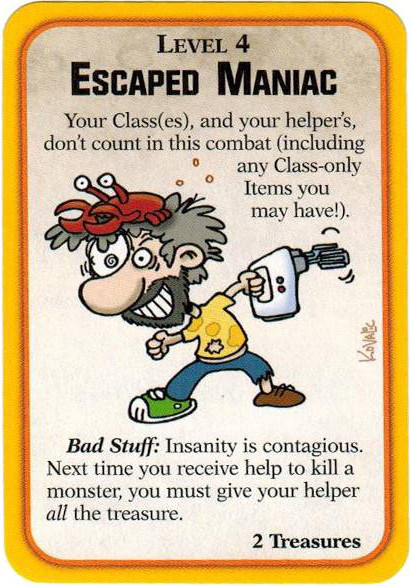 LEVEL 4
ESCAPED MANIAC
Your Class(es), and your helper's,
don't count in this combat (including
any Class-only
Items you
may have!).
KOVALIC
Bad Stuff: Insanity is contagious.
Next time you receive help to kill a
monster, you must give your helper
all the treasure.
2 Treasures